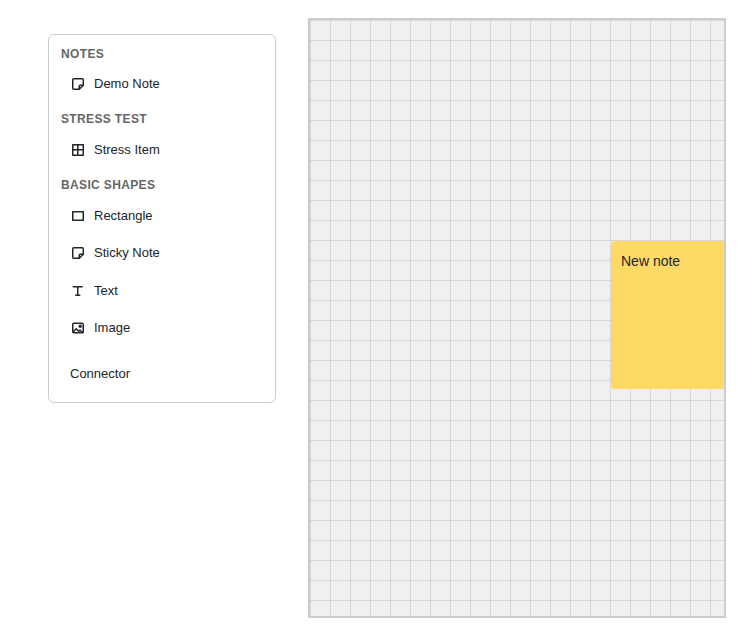 NOTES
Demo Note
STRESS TEST
Stress Item
BASIC SHAPES
Rectangle
Sticky Note
Text
Image
Connector
New note